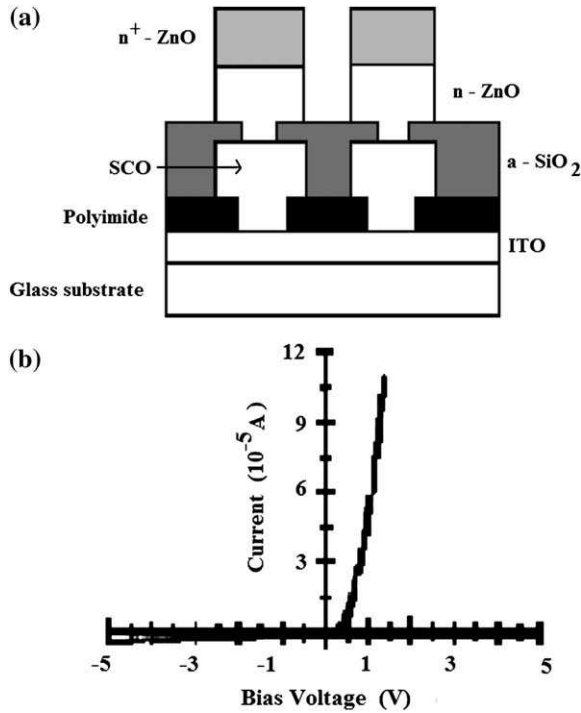 (a)
n⁺ - ZnO
n - ZnO
SCO
a - SiO₂
Polyimide
ITO
Glass substrate
(b)
12
9
6
3
Current (10⁻⁵ A)
-5 -3 -1 1 3 5
Bias Voltage (V)